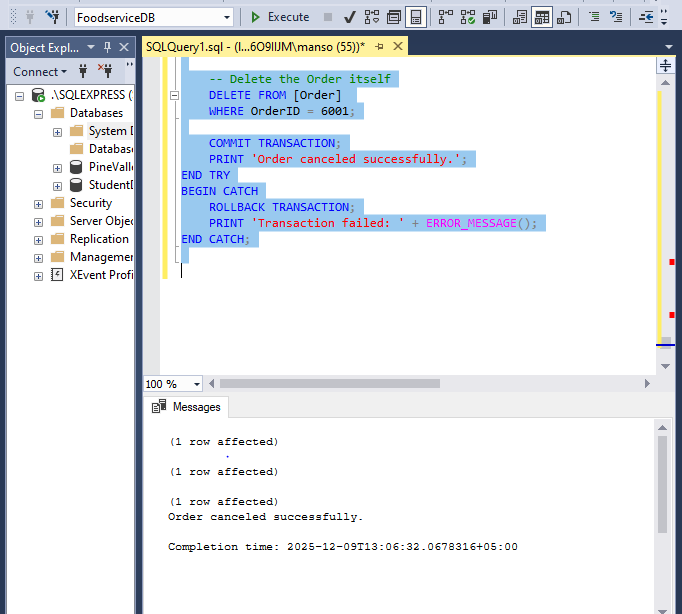 FoodserviceDB
Execute
Object Expl...
SQLQuery1.sql - (l...6O9IIJM\manso (55))*
Connect
.\SQLEXPRESS (
Databases
System D
Databas
PineValle
StudentD
Security
Server Objec
Replication
Managemen
XEvent Profi
-- Delete the Order itself
DELETE FROM [Order]
WHERE OrderID = 6001;
COMMIT TRANSACTION;
PRINT 'Order canceled successfully.';
END TRY
BEGIN CATCH
ROLLBACK TRANSACTION;
PRINT 'Transaction failed: ' + ERROR_MESSAGE();
END CATCH;
100 %
Messages
(1 row affected)
(1 row affected)
(1 row affected)
Order canceled successfully.
Completion time: 2025-12-09T13:06:32.0678316+05:00